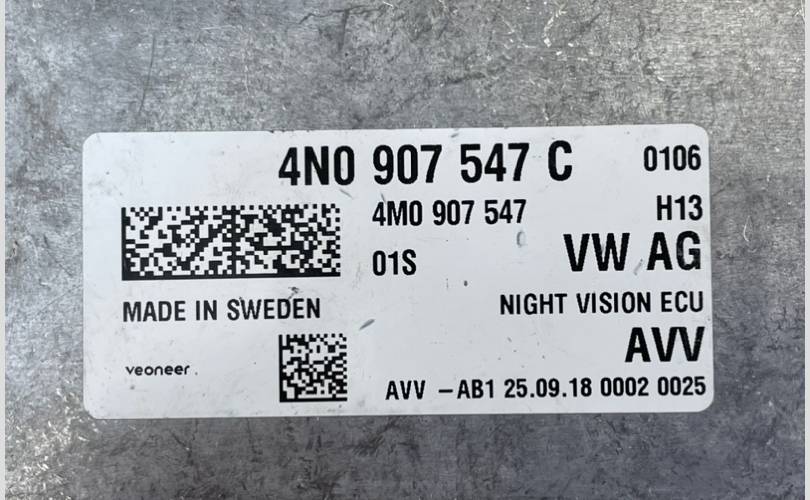 4N0 907 547 C 0106
4M0 907 547 H13
01S VW AG
MADE IN SWEDEN NIGHT VISION ECU
AVV
veoneer
AVV –AB1 25.09.18 0002 0025